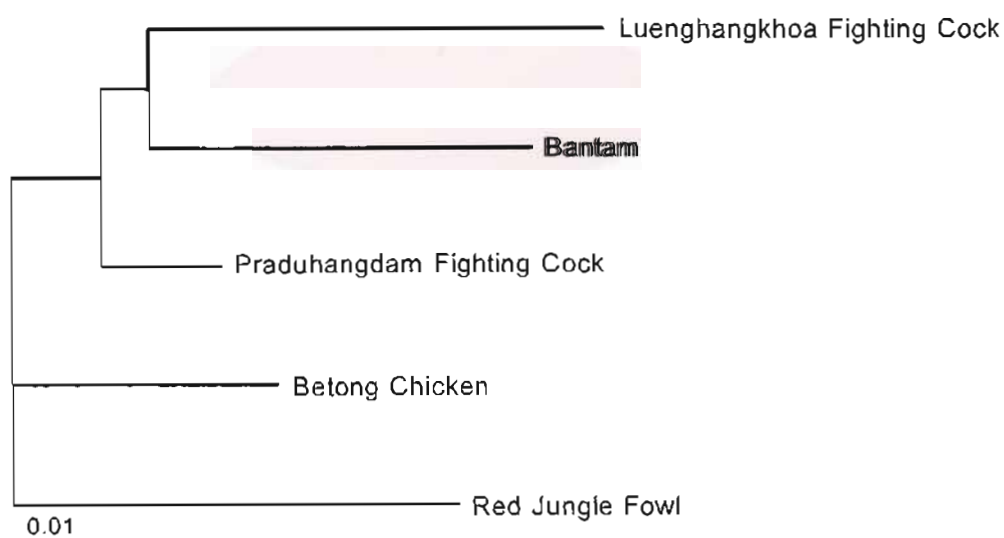 Luenghangkhoa Fighting Cock
Bantam
Praduhangdam Fighting Cock
Betong Chicken
Red Jungle Fowl
0.01